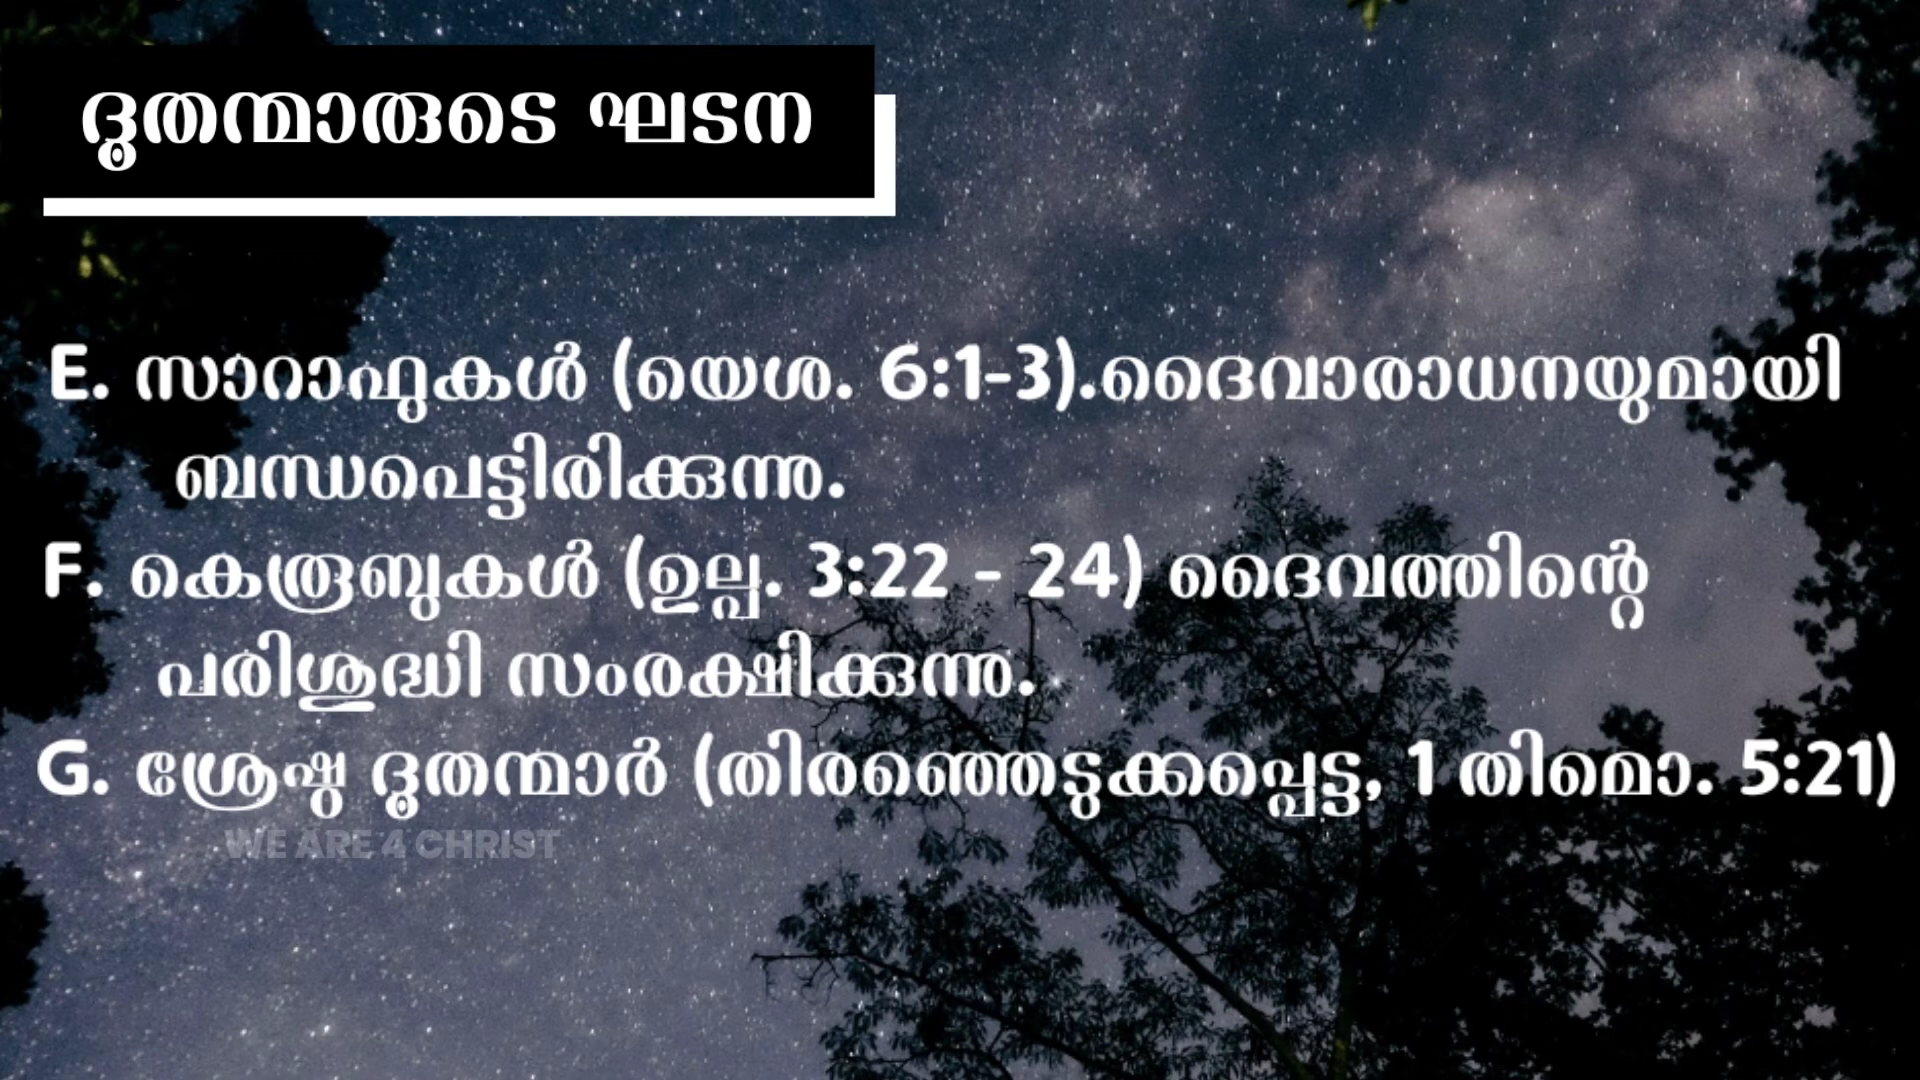 ദൂതന്മാരുടെ ഘടന
E. സാറാഫുകൾ (യെശ. 6:1-3).ദൈവാരാധനയുമായി
ബന്ധപെട്ടിരിക്കുന്നു.
F. കെരൂബുകൾ (ഉല്പ. 3:22 - 24) ദൈവത്തിന്റെ
പരിശുദ്ധി സംരക്ഷിക്കുന്നു.
G. ശ്രേഷ്ഠ ദൂതന്മാർ (തിരഞ്ഞെടുക്കപ്പെട്ട, 1 തിമൊ. 5:21)
WE ARE 4 CHRIST